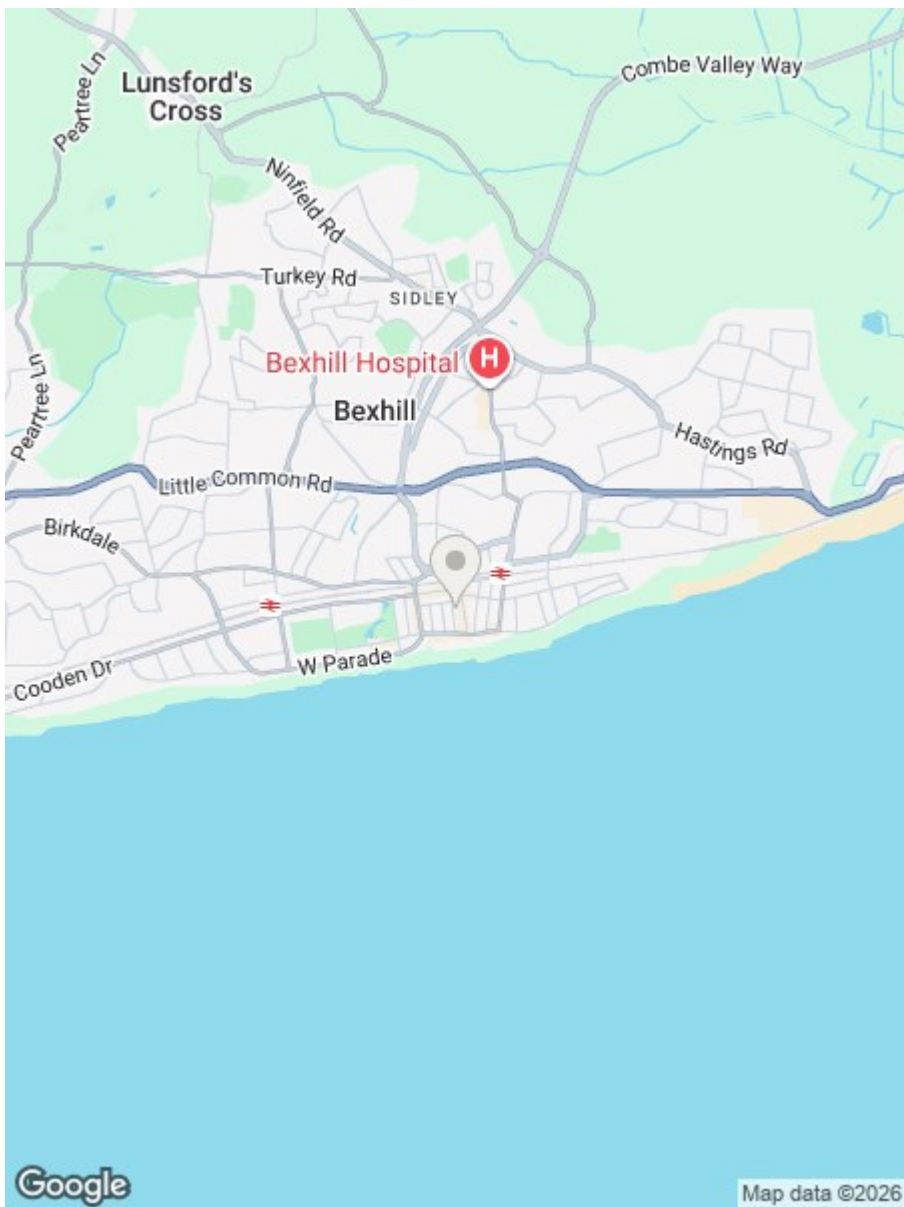 Peartree Ln
Lunsford's
Cross
Combe Valley Way
Ninfield Rd
Turkey Rd
SIDLEY
Bexhill Hospital
H
Peartree Ln
Bexhill
Hastings Rd
Little Common Rd
Birkdale
Cooden Dr
W Parade
Google
Map data ©2026